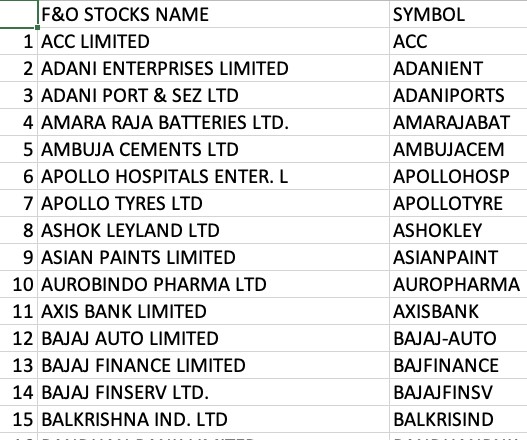 F&O STOCKS NAME SYMBOL
1 ACC LIMITED ACC
2 ADANI ENTERPRISES LIMITED ADANIENT
3 ADANI PORT & SEZ LTD ADANIPORTS
4 AMARA RAJA BATTERIES LTD. AMARAJABAT
5 AMBUJA CEMENTS LTD AMBUJACEM
6 APOLLO HOSPITALS ENTER. L APOLLOHOSP
7 APOLLO TYRES LTD APOLLOTYRE
8 ASHOK LEYLAND LTD ASHOKLEY
9 ASIAN PAINTS LIMITED ASIANPAINT
10 AUROBINDO PHARMA LTD AUROPHARMA
11 AXIS BANK LIMITED AXISBANK
12 BAJAJ AUTO LIMITED BAJAJ-AUTO
13 BAJAJ FINANCE LIMITED BAJFINANCE
14 BAJAJ FINSERV LTD. BAJAJFINSV
15 BALKRISHNA IND. LTD BALKRISIND